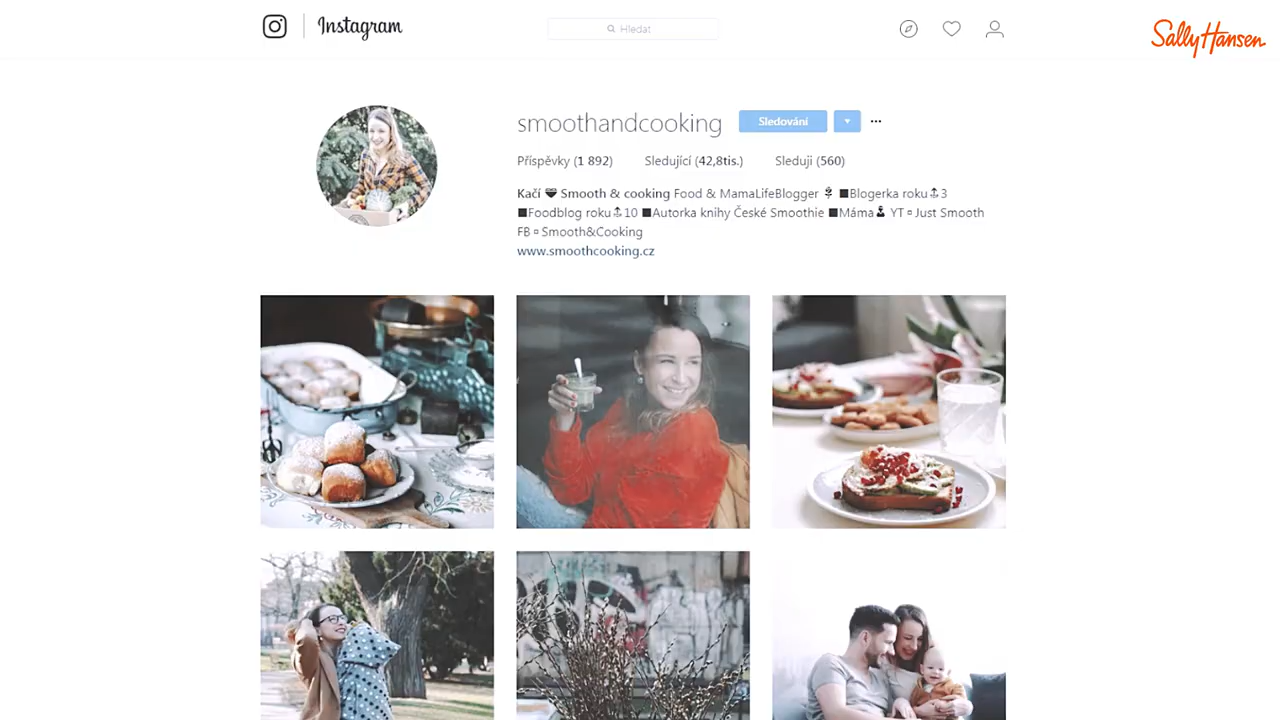 Instagram
Hledat
Sally Hansen
smoothandcooking
Sledování
Příspěvky (1 892) Sledující (42,8tis.) Sleduji (560)
Kačí Smooth & cooking Food & MamaLifeBlogger Blogerka roku 3
Foodblog roku 10 Autorka knihy České Smoothie Máma YT Just Smooth
FB Smooth&Cooking
www.smoothcooking.cz